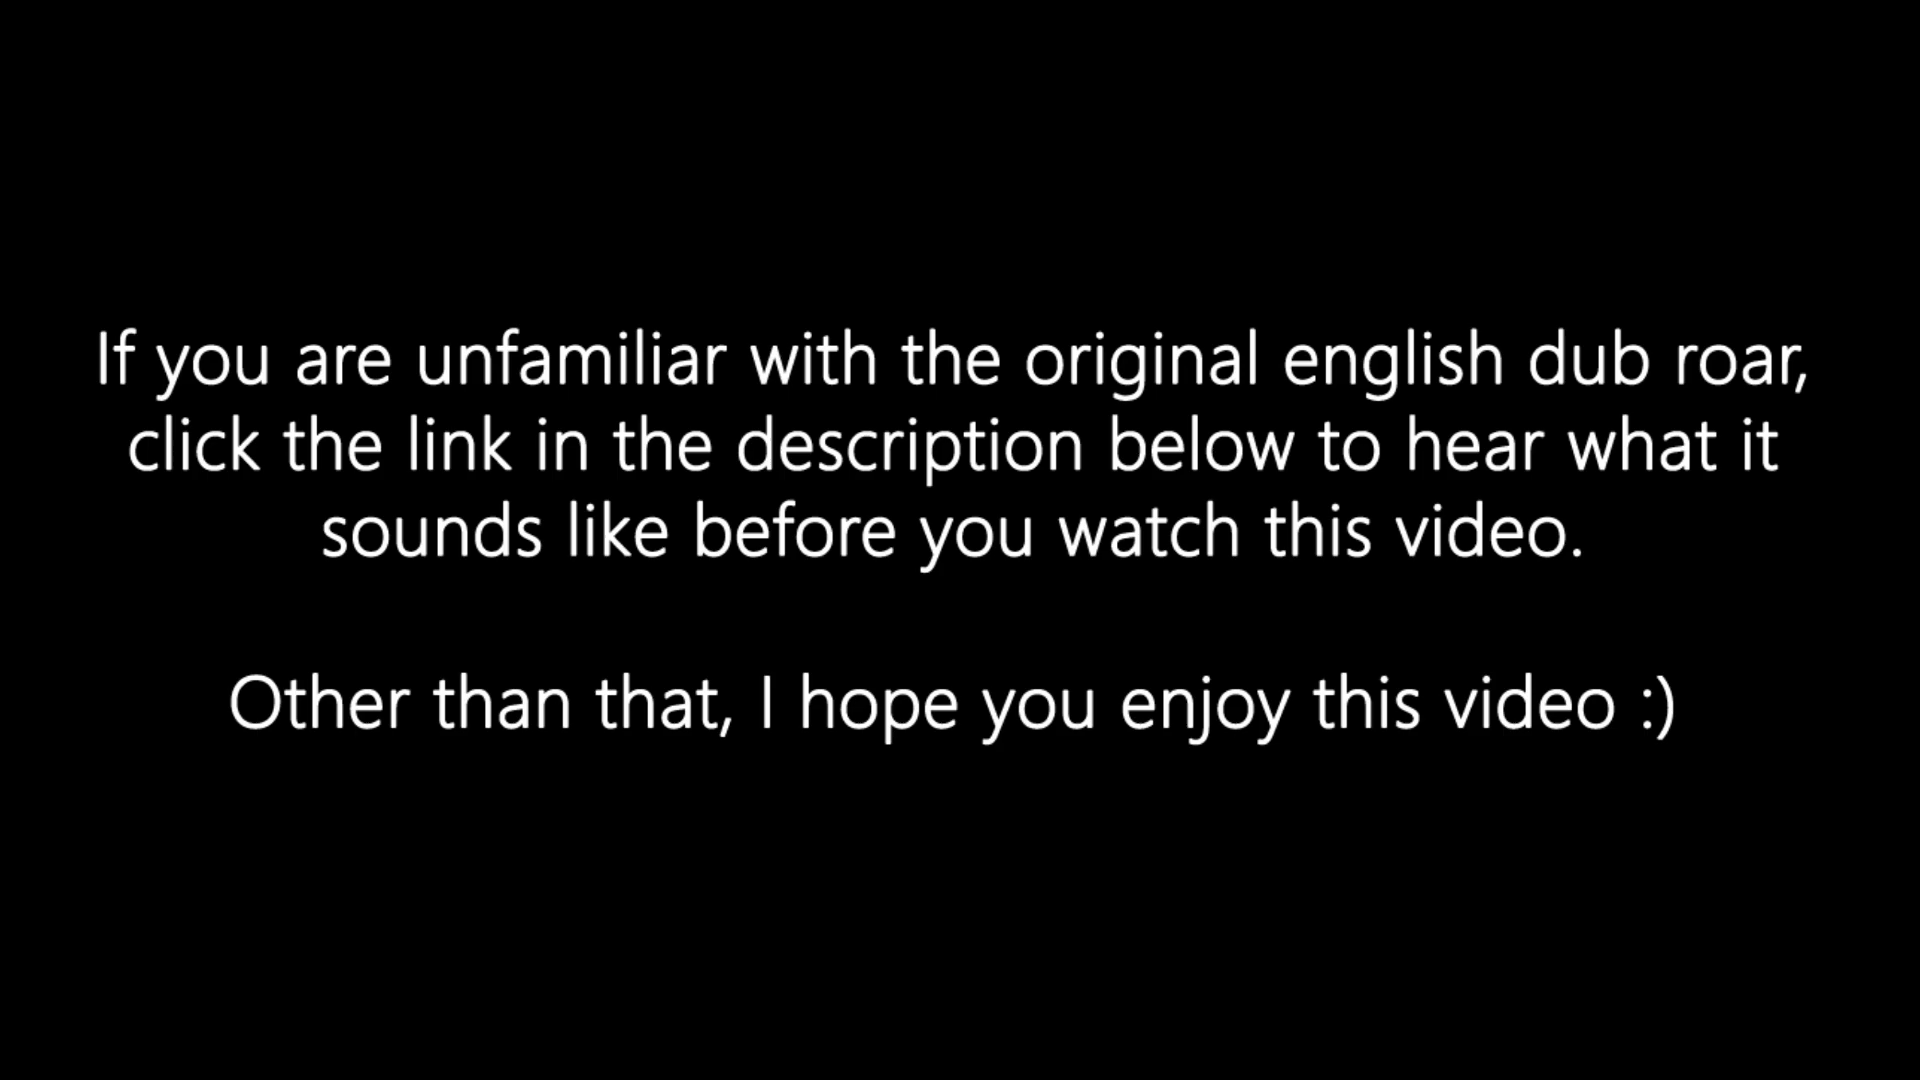 If you are unfamiliar with the original english dub roar,
click the link in the description below to hear what it
sounds like before you watch this video.
Other than that, I hope you enjoy this video :)